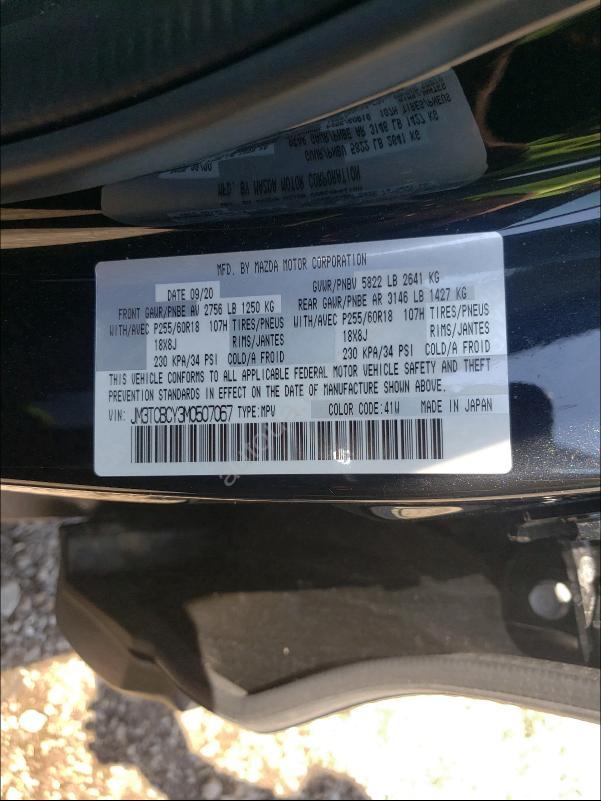 MFD. BY MAZDA MOTOR CORPORATION
DATE 09/20 GVWR/PNBV 5822 LB 2641 KG
FRONT GAWR/PNBE AV 2756 LB 1250 KG REAR GAWR/PNBE AR 3146 LB 1427 KG
WITH/AVEC P255/60R18 107H TIRES/PNEUS WITH/AVEC P255/60R18 107H TIRES/PNEUS
18X8J RIMS/JANTES 18X8J RIMS/JANTES
230 KPA/34 PSI COLD/A FROID 230 KPA/34 PSI COLD/A FROID
THIS VEHICLE CONFORMS TO ALL APPLICABLE FEDERAL MOTOR VEHICLE SAFETY AND THEFT
PREVENTION STANDARDS IN EFFECT ON THE DATE OF MANUFACTURE SHOWN ABOVE.
VIN: JM3TCBCY3M0507067 TYPE: MPV COLOR CODE: 41W MADE IN JAPAN